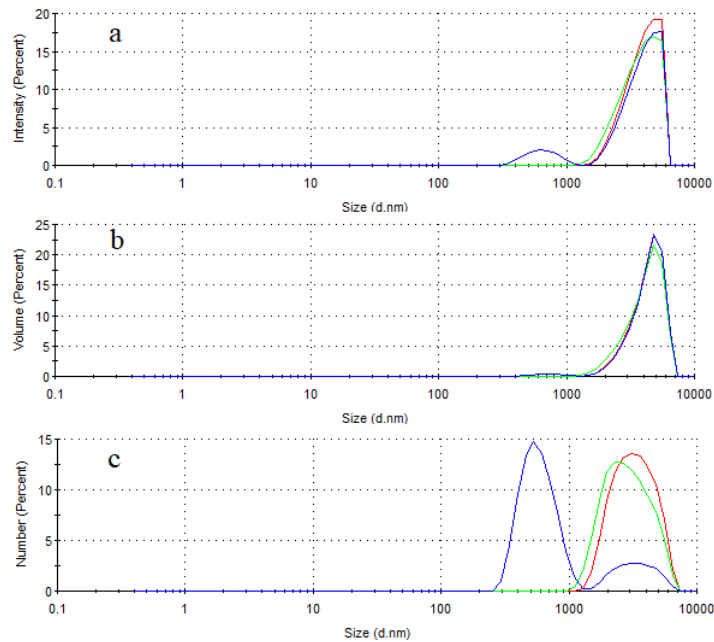 a
20
15
10
5
0
Intensity (Percent)
0.1 1 10 100 1000 10000
Size (d.nm)
b
25
20
15
10
5
0
Volume (Percent)
0.1 1 10 100 1000 10000
Size (d.nm)
c
15
10
5
0
Number (Percent)
0.1 1 10 100 1000 10000
Size (d.nm)